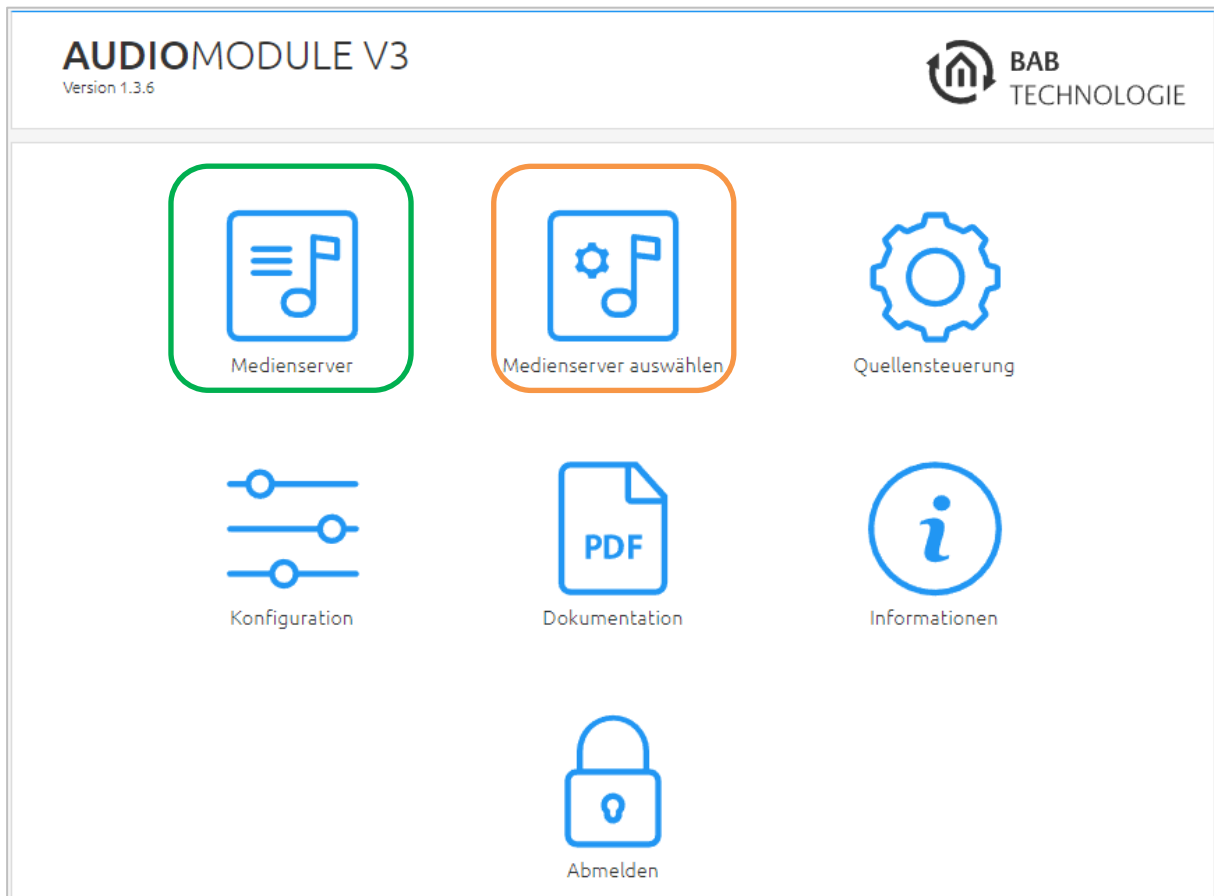 AUDIOMODULE V3
Version 1.3.6
BAB
TECHNOLOGIE
Medienserver
Medienserver auswählen
Quellensteuerung
Konfiguration
PDF
Dokumentation
i
Informationen
Abmelden